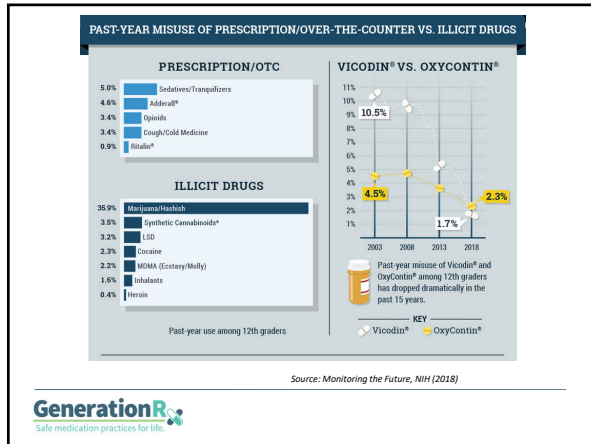 PAST-YEAR MISUSE OF PRESCRIPTION/OVER-THE-COUNTER VS. ILLICIT DRUGS
PRESCRIPTION/OTC
5.0% Sedatives/Tranquilizers
4.6% Adderall®
3.4% Opioids
3.4% Cough/Cold Medicine
0.9% Ritalin®
ILLICIT DRUGS
35.9% Marijuana/Hashish
3.5% Synthetic Cannabinoids*
3.2% LSD
2.3% Cocaine
2.2% MDMA (Ecstasy/Molly)
1.6% Inhalants
0.4% Heroin
Past-year use among 12th graders
VICODIN® VS. OXYCONTIN®
11%
10%
9%
8%
7%
6%
5%
4%
3%
2%
1%
10.5%
4.5%
2.3%
1.7%
2003 2008 2013 2018
Past-year misuse of Vicodin® and
OxyContin® among 12th graders
has dropped dramatically in the
past 15 years.
KEY
Vicodin® OxyContin®
Source: Monitoring the Future, NIH (2018)
GenerationRx
Safe medication practices for life.